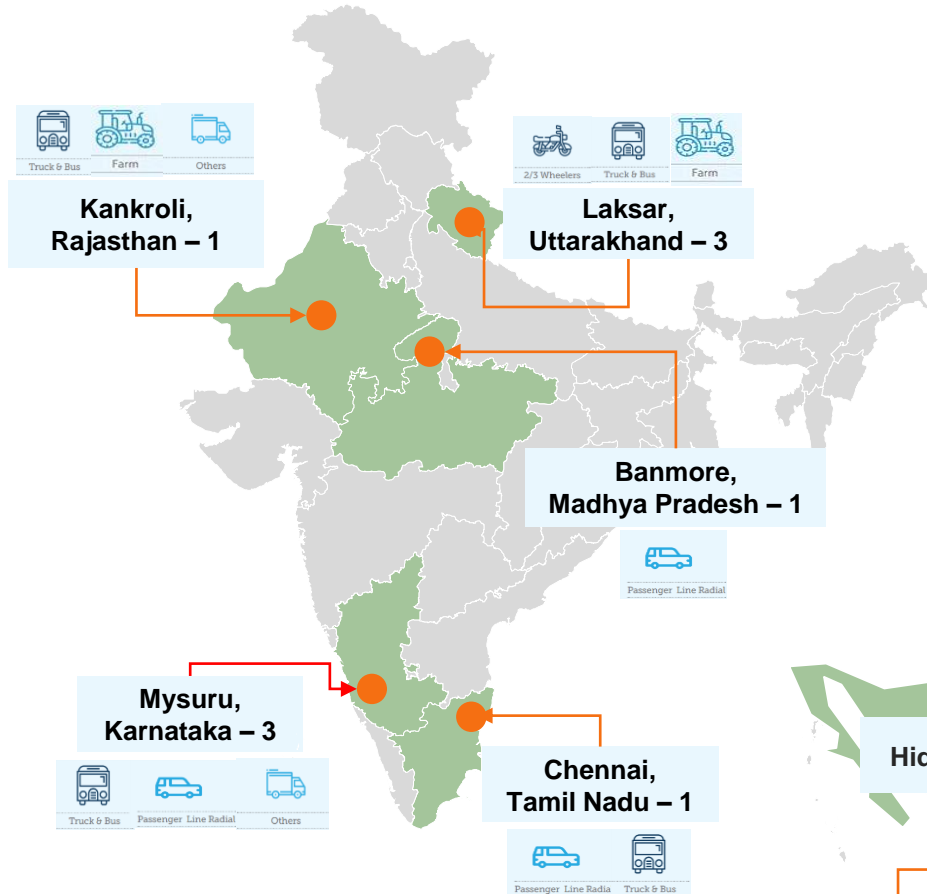 Truck & Bus
Farm
Others
Kankroli,
Rajasthan – 1
2/3 Wheelers
Truck & Bus
Farm
Laksar,
Uttarakhand – 3
Banmore,
Madhya Pradesh – 1
Passenger Line Radial
Mysuru,
Karnataka – 3
Truck & Bus
Passenger Line Radial
Others
Chennai,
Tamil Nadu – 1
Passenger Line Radia
Truck & Bus
Hid